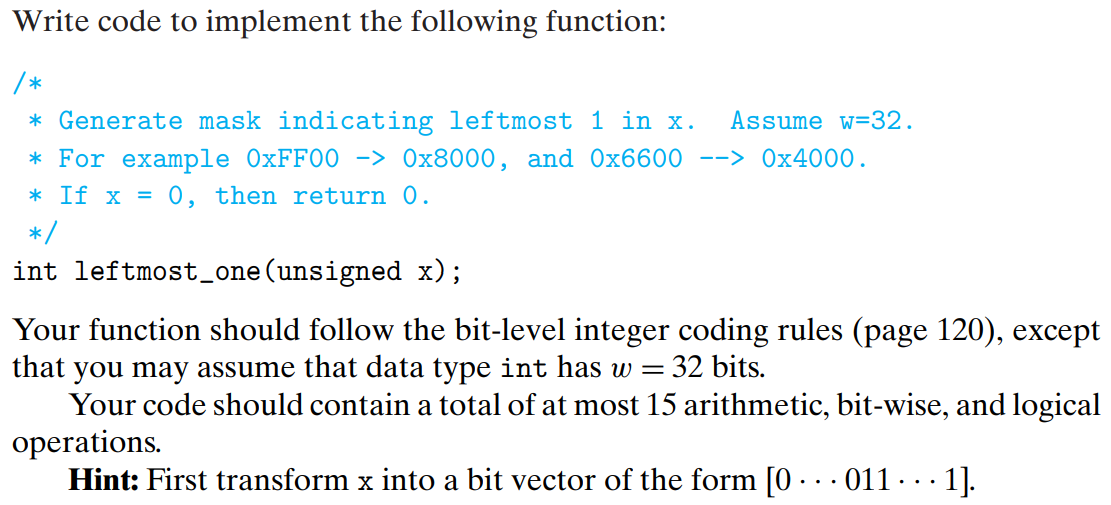 Write code to implement the following function:
/*
 * Generate mask indicating leftmost 1 in x.  Assume w=32.
 * For example 0xFF00 -> 0x8000, and 0x6600 --> 0x4000.
 * If x = 0, then return 0.
 */
int leftmost_one(unsigned x);
Your function should follow the bit-level integer coding rules (page 120), except
that you may assume that data type int has w = 32 bits.
Your code should contain a total of at most 15 arithmetic, bit-wise, and logical
operations.
Hint: First transform x into a bit vector of the form [0 · · · 011 · · · 1].